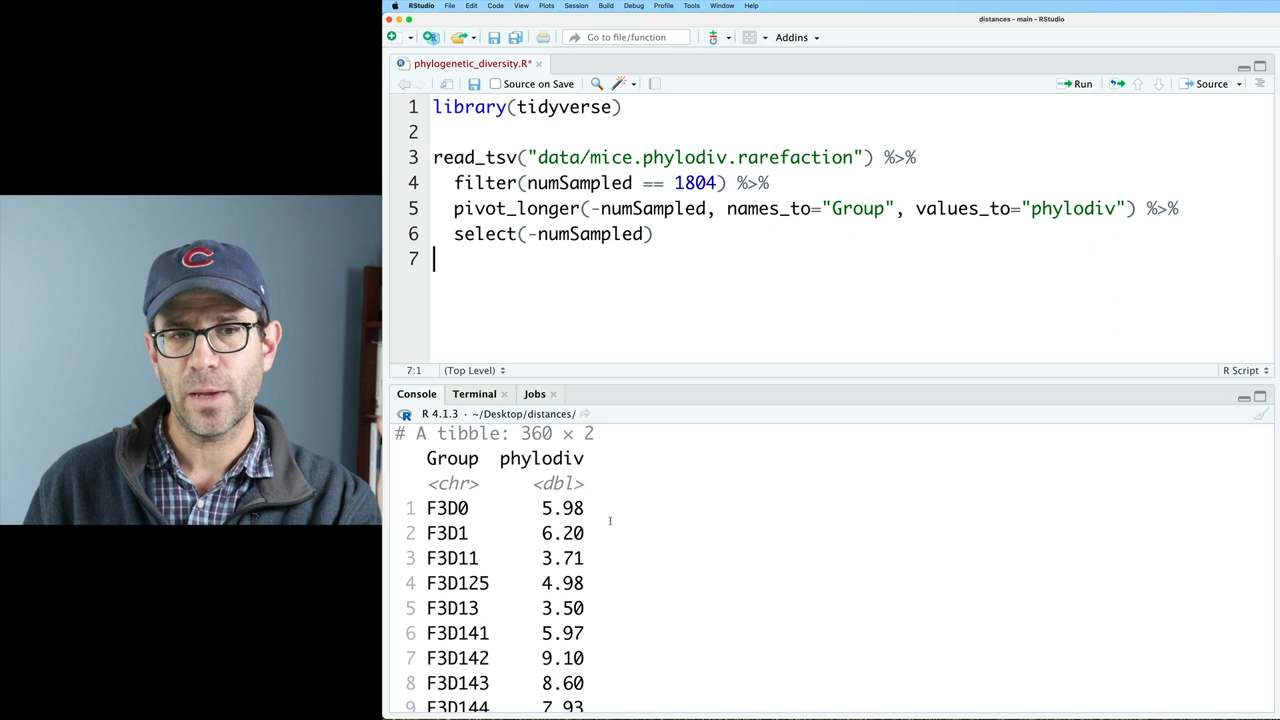 RStudio File Edit Code View Plots Session Build Debug Profile Tools Window Help
distances - main - RStudio
Go to file/function Addins
phylogenetic_diversity.R*
Source on Save Run Source
1 library(tidyverse)
2
3 read_tsv("data/mice.phylodiv.rarefaction") %>%
4 filter(numSampled == 1804) %>%
5 pivot_longer(-numSampled, names_to="Group", values_to="phylodiv") %>%
6 select(-numSampled)
7
7:1 (Top Level) R Script
Console Terminal Jobs
R 4.1.3 · ~/Desktop/distances/
# A tibble: 360 × 2
Group phylodiv
<chr> <dbl>
1 F3D0 5.98
2 F3D1 6.20
3 F3D11 3.71
4 F3D125 4.98
5 F3D13 3.50
6 F3D141 5.97
7 F3D142 9.10
8 F3D143 8.60
9 F3D144 7.93
C